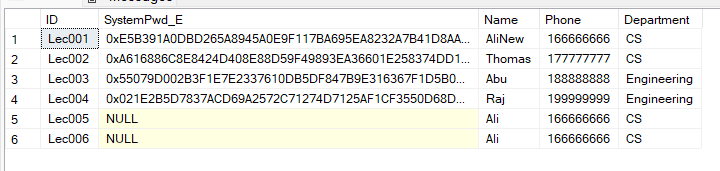 ID SystemPwd_E Name Phone Department
1 Lec001 0xE5B391A0DBD265A8945A0E9F117BA695EA8232A7B41D8AA... AliNew 166666666 CS
2 Lec002 0xA616886C8E8424D408E88D59F49893EA36601E258374DD1... Thomas 177777777 CS
3 Lec003 0x55079D002B3F1E7E2337610DB5DF847B9E316367F1D5B0... Abu 188888888 Engineering
4 Lec004 0x021E2B5D7837ACD69A2572C71274D7125AF1CF3550D68D... Raj 199999999 Engineering
5 Lec005 NULL Ali 166666666 CS
6 Lec006 NULL Ali 166666666 CS